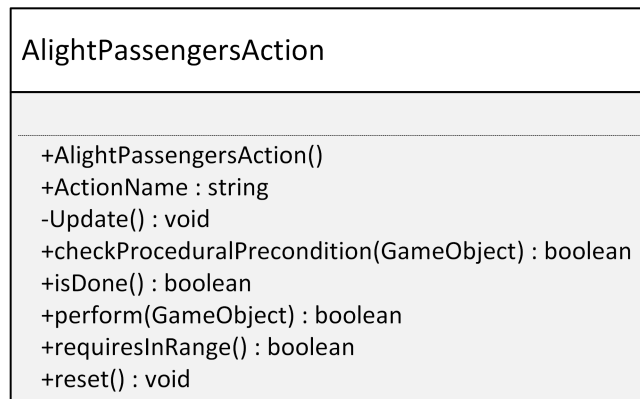 AlightPassengersAction
+AlightPassengersAction()
+ActionName : string
-Update() : void
+checkProceduralPrecondition(GameObject) : boolean
+isDone() : boolean
+perform(GameObject) : boolean
+requiresInRange() : boolean
+reset() : void